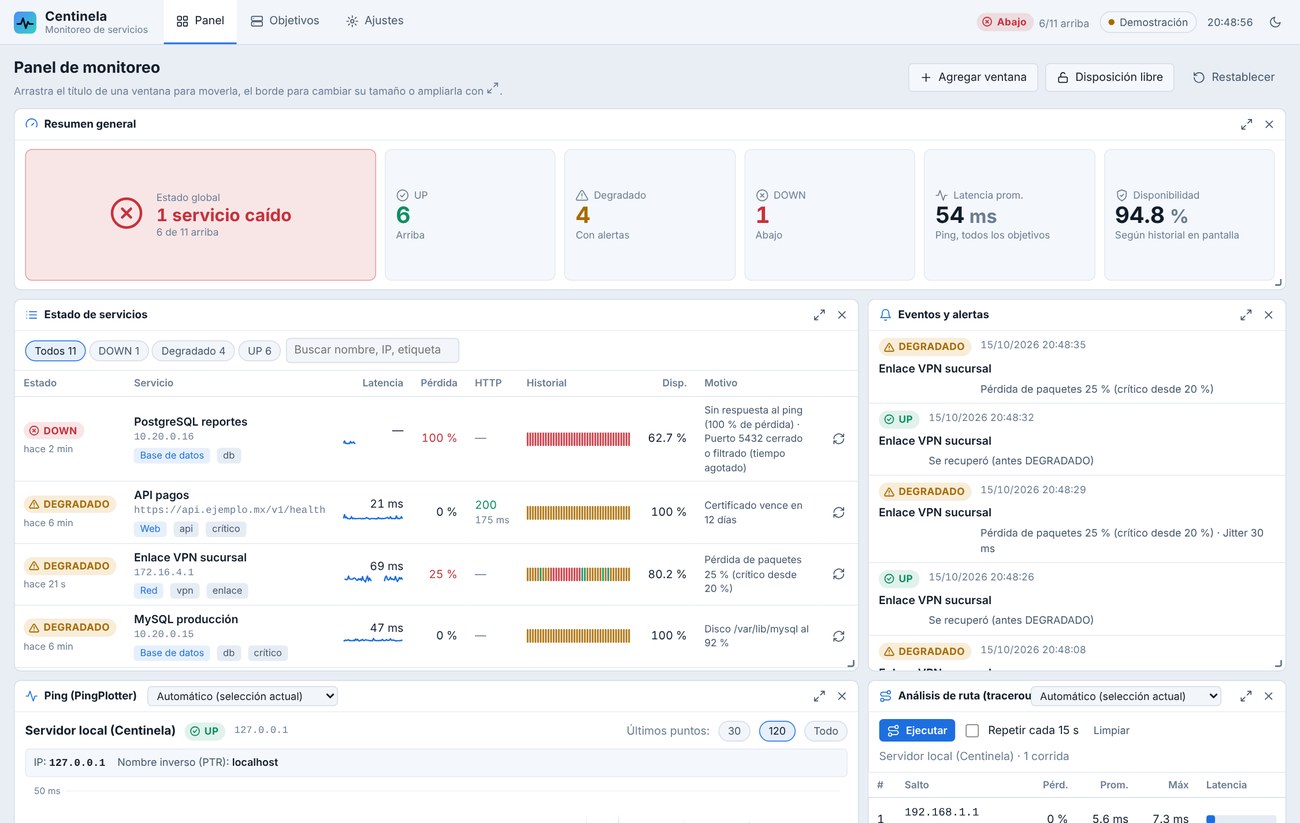 Centinela
Monitoreo de servicios
Panel
Objetivos
Ajustes
Abajo
6/11 arriba
Demostración
20:48:56
Panel de monitoreo
Arrastra el título de una ventana para moverla, el borde para cambiar su tamaño o ampliarla con .
Agregar ventana
Disposición libre
Restablecer
Resumen general
Estado global
1 servicio caído
6 de 11 arriba
UP
6
Arriba
Degradado
4
Con alertas
DOWN
1
Abajo
Latencia prom.
54 ms
Ping, todos los objetivos
Disponibilidad
94.8 %
Según historial en pantalla
Estado de servicios
Todos 11
DOWN 1
Degradado 4
UP 6
Buscar nombre, IP, etiqueta
Estado Servicio Latencia Pérdida HTTP Historial Disp. Motivo
DOWN
hace 2 min
PostgreSQL reportes
10.20.0.16
Base de datos db
—
100 %
—
62.7 %
Sin respuesta al ping
(100 % de pérdida) ·
Puerto 5432 cerrado
o filtrado (tiempo
agotado)
DEGRADADO
hace 6 min
API pagos
https://api.ejemplo.mx/v1/health
Web api crítico
21 ms
0 %
200
175 ms
100 %
Certificado vence en
12 días
DEGRADADO
hace 21 s
Enlace VPN sucursal
172.16.4.1
Red vpn enlace
69 ms
25 %
—
80.2 %
Pérdida de paquetes
25 % (crítico desde
20 %)
DEGRADADO
hace 6 min
MySQL producción
10.20.0.15
Base de datos db crítico
47 ms
0 %
—
100 %
Disco /var/lib/mysql al
92 %
Eventos y alertas
DEGRADADO 15/10/2026 20:48:35
Enlace VPN sucursal
Pérdida de paquetes 25 % (crítico desde 20 %)
UP 15/10/2026 20:48:32
Enlace VPN sucursal
Se recuperó (antes DEGRADADO)
DEGRADADO 15/10/2026 20:48:29
Enlace VPN sucursal
Pérdida de paquetes 25 % (crítico desde 20 %) · Jitter 30
ms
UP 15/10/2026 20:48:26
Enlace VPN sucursal
Se recuperó (antes DEGRADADO)
DEGRADADO 15/10/2026 20:48:08
Enlace VPN sucursal
Ping (PingPlotter)
Automático (selección actual)
Servidor local (Centinela)
UP
127.0.0.1
Últimos puntos:
30
120
Todo
IP: 127.0.0.1 Nombre inverso (PTR): localhost
50 ms
Análisis de ruta (tracerou
Automático (selección actual)
Ejecutar
Repetir cada 15 s
Limpiar
Servidor local (Centinela) · 1 corrida
# Salto Pérd. Prom. Máx Latencia
1 192.168.1.1 0 % 5.6 ms 7.3 ms